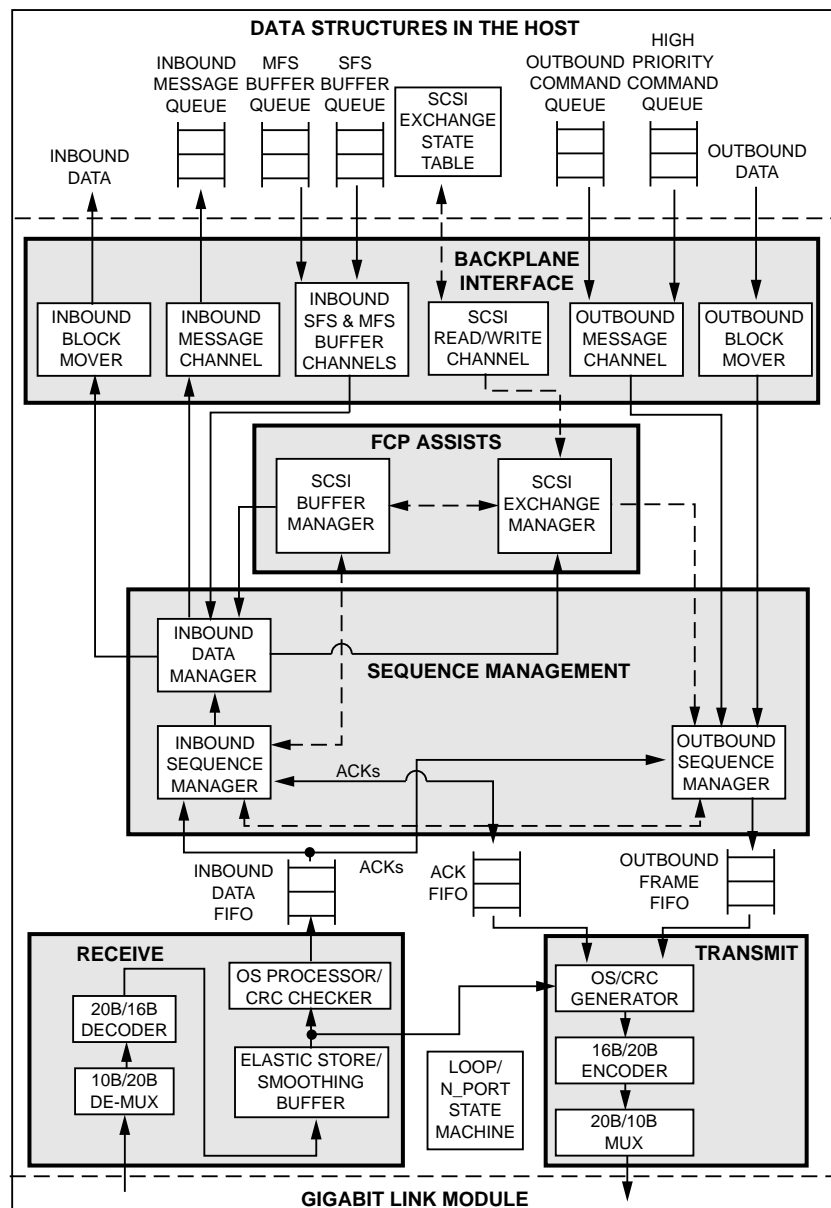 DATA STRUCTURES IN THE HOST
INBOUND
MESSAGE
QUEUE
MFS
BUFFER
QUEUE
SFS
BUFFER
QUEUE
SCSI
EXCHANGE
STATE
TABLE
OUTBOUND
COMMAND
QUEUE
HIGH
PRIORITY
COMMAND
QUEUE
INBOUND
DATA
OUTBOUND
DATA
BACKPLANE
INTERFACE
INBOUND
BLOCK
MOVER
INBOUND
MESSAGE
CHANNEL
INBOUND
SFS & MFS
BUFFER
CHANNELS
SCSI
READ/WRITE
CHANNEL
OUTBOUND
MESSAGE
CHANNEL
OUTBOUND
BLOCK
MOVER
FCP ASSISTS
SCSI
BUFFER
MANAGER
SCSI
EXCHANGE
MANAGER
INBOUND
DATA
MANAGER
SEQUENCE MANAGEMENT
INBOUND
SEQUENCE
MANAGER
ACKs
OUTBOUND
SEQUENCE
MANAGER
INBOUND
DATA
FIFO
ACKs
ACK
FIFO
OUTBOUND
FRAME
FIFO
RECEIVE
OS PROCESSOR/
CRC CHECKER
20B/16B
DECODER
10B/20B
DE-MUX
ELASTIC STORE/
SMOOTHING
BUFFER
LOOP/
N_PORT
STATE
MACHINE
TRANSMIT
OS/CRC
GENERATOR
16B/20B
ENCODER
20B/10B
MUX
GIGABIT LINK MODULE